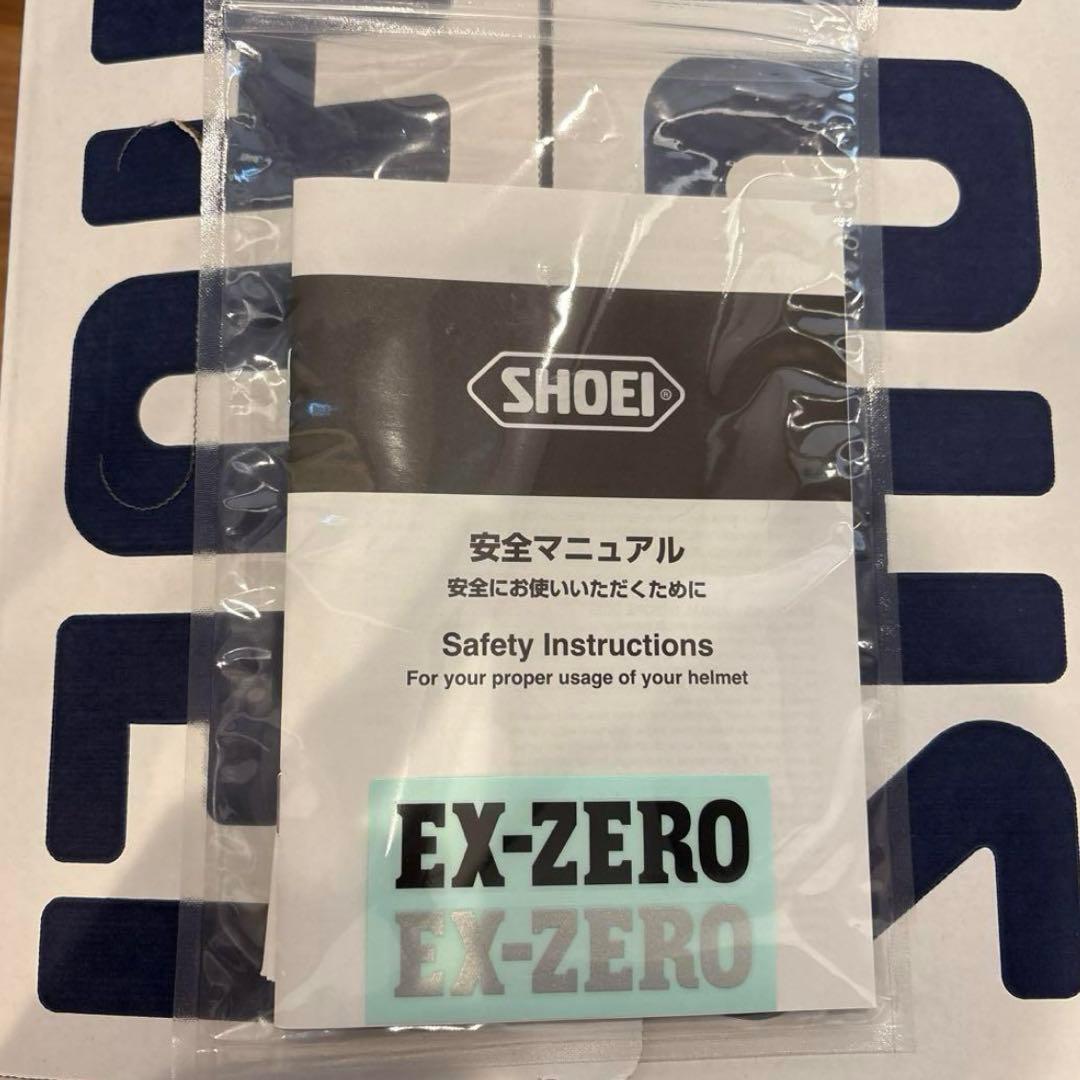 SHOEI®
安全マニュアル
安全にお使いいただくために
Safety Instructions
For your proper usage of your helmet
EX-ZERO
EX-ZERO